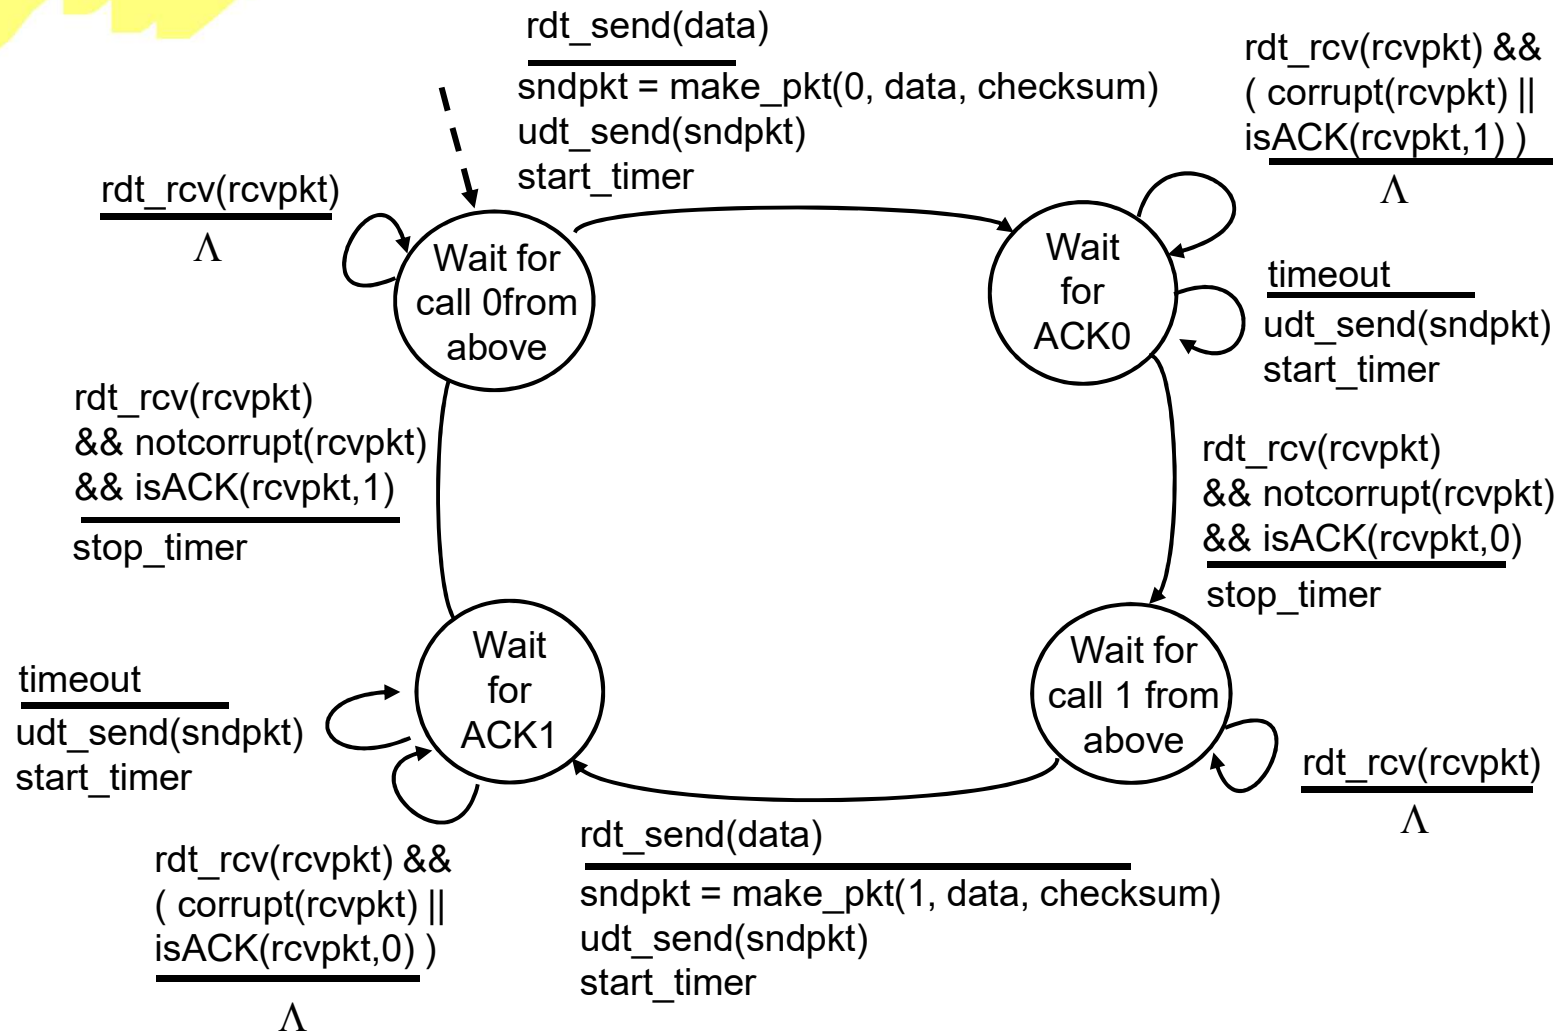 rdt_send(data)
sndpkt = make_pkt(0, data, checksum)
udt_send(sndpkt)
start_timer
rdt_rcv(rcvpkt) &&
( corrupt(rcvpkt) ||
isACK(rcvpkt,1) )
Λ
rdt_rcv(rcvpkt)
Λ
Wait for
call 0from
above
Wait
for
ACK0
timeout
udt_send(sndpkt)
start_timer
rdt_rcv(rcvpkt)
&& notcorrupt(rcvpkt)
&& isACK(rcvpkt,1)
stop_timer
rdt_rcv(rcvpkt)
&& notcorrupt(rcvpkt)
&& isACK(rcvpkt,0)
stop_timer
timeout
udt_send(sndpkt)
start_timer
Wait
for
ACK1
Wait for
call 1 from
above
rdt_rcv(rcvpkt)
Λ
rdt_rcv(rcvpkt) &&
( corrupt(rcvpkt) ||
isACK(rcvpkt,0) )
Λ
rdt_send(data)
sndpkt = make_pkt(1, data, checksum)
udt_send(sndpkt)
start_timer